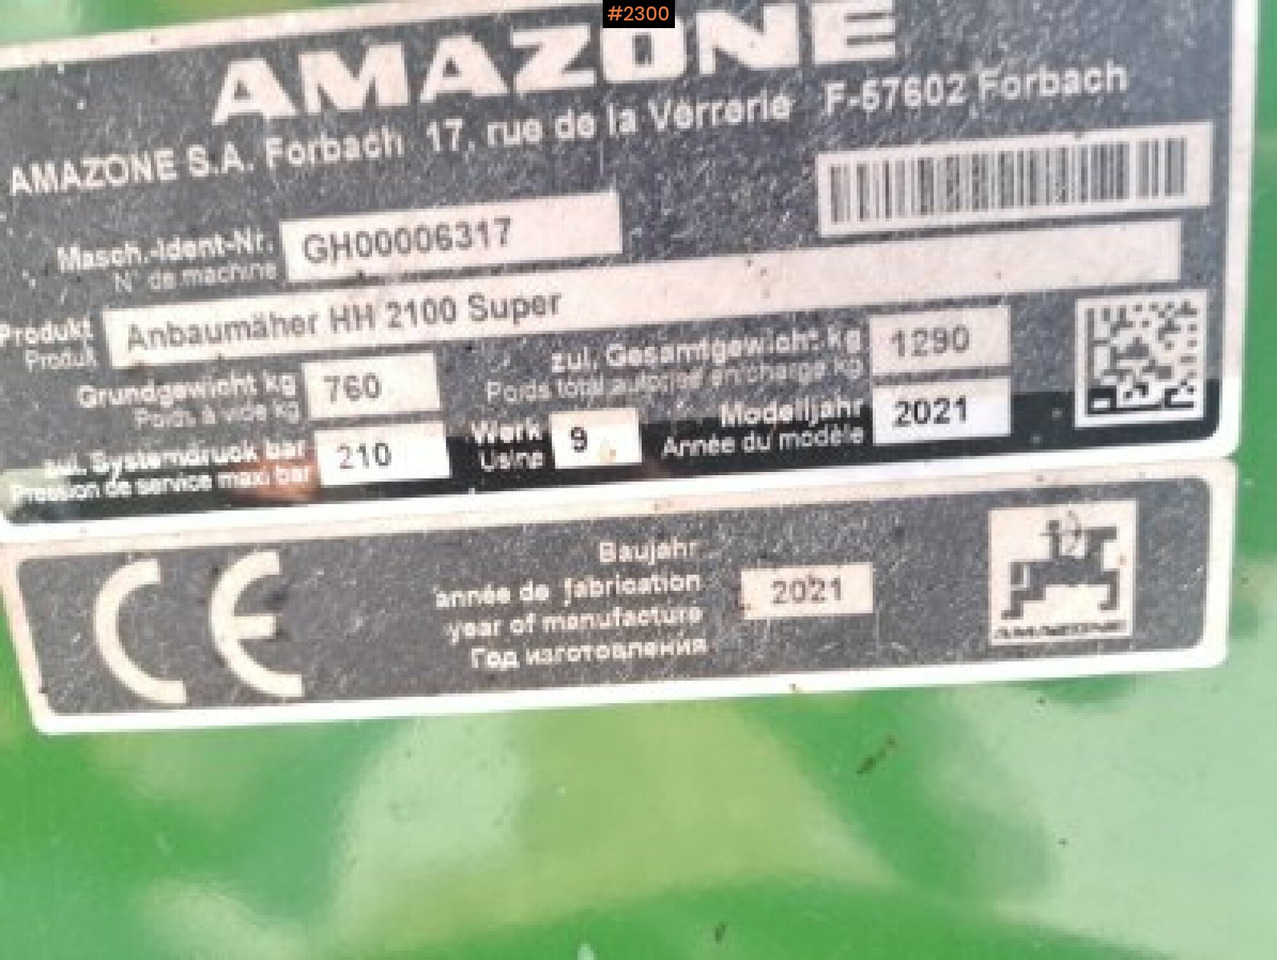 #2300
AMAZONE
AMAZONE S.A. Forbach 17, rue de la Verrerie F-57602 Forbach
Masch.-Ident-Nr. GH00006317
N° de machine
Produkt Anbaumäher HH 2100 Super
Produit
Grundgewicht kg 760 zul. Gesamtgewicht kg 1290
Poids à vide kg Poids total autorisé en charge kg
zul. Systemdruck bar 210 Werk 9 Modelljahr 2021
Pression de service maxi bar Usine Année du modèle
CE
Baujahr
année de fabrication 2021
year of manufacture
Год изготовления
AMAZONE